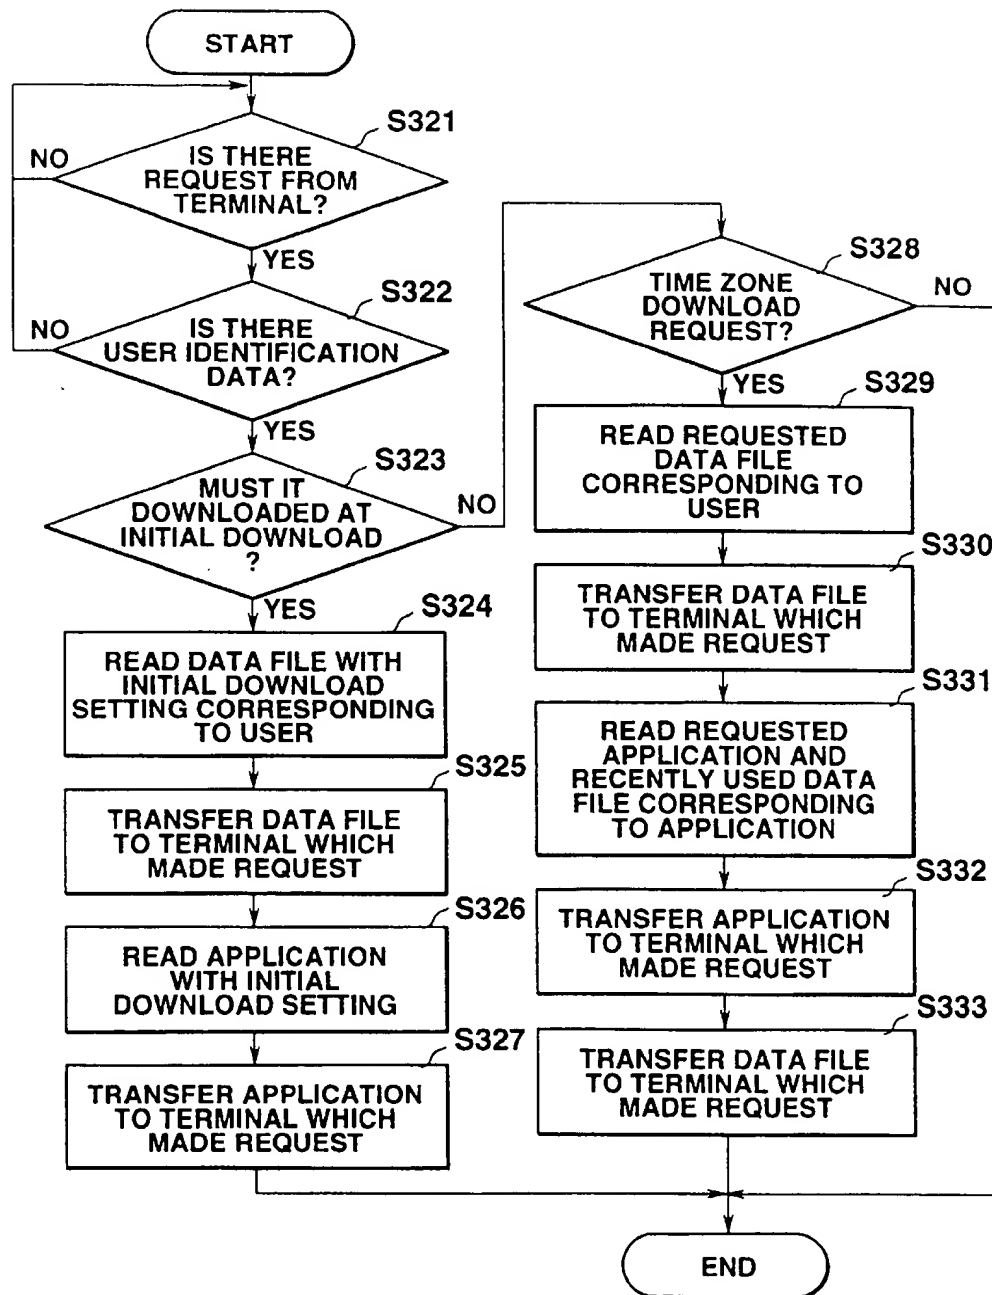 START
S321
NO
IS THERE
REQUEST FROM
TERMINAL?
YES
S322
NO
IS THERE
USER IDENTIFICATION
DATA?
YES
S323
MUST IT
DOWNLOADED AT
INITIAL DOWNLOAD
?
NO
YES
S324
READ DATA FILE WITH
INITIAL DOWNLOAD
SETTING CORRESPONDING
TO USER
S325
TRANSFER DATA FILE
TO TERMINAL WHICH
MADE REQUEST
S326
READ APPLICATION
WITH INITIAL
DOWNLOAD SETTING
S327
TRANSFER APPLICATION
TO TERMINAL WHICH
MADE REQUEST
S328
TIME ZONE
DOWNLOAD
REQUEST?
NO
YES
S329
READ REQUESTED
DATA FILE
CORRESPONDING TO
USER
S330
TRANSFER DATA FILE
TO TERMINAL WHICH
MADE REQUEST
S331
READ REQUESTED
APPLICATION AND
RECENTLY USED DATA
FILE CORRESPONDING
TO APPLICATION
S332
TRANSFER APPLICATION
TO TERMINAL WHICH
MADE REQUEST
S333
TRANSFER DATA FILE
TO TERMINAL WHICH
MADE REQUEST
END